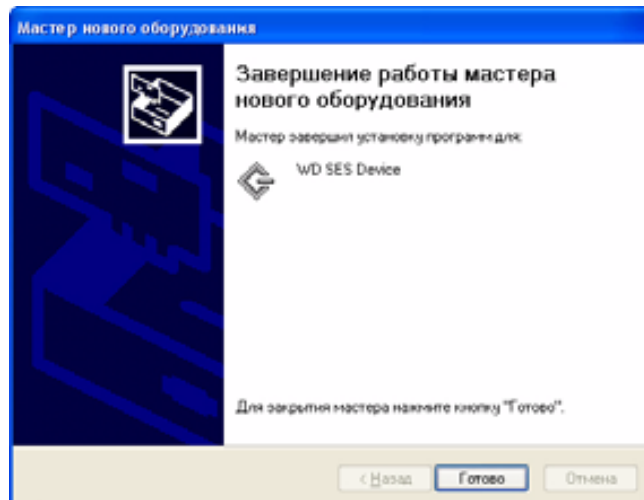 Мастер нового оборудования
Завершение работы мастера
нового оборудования
Мастер завершил установку программ для:
WD SES Device
Для закрытия мастера нажмите кнопку "Готово".
< Назад
Готово
Отмена